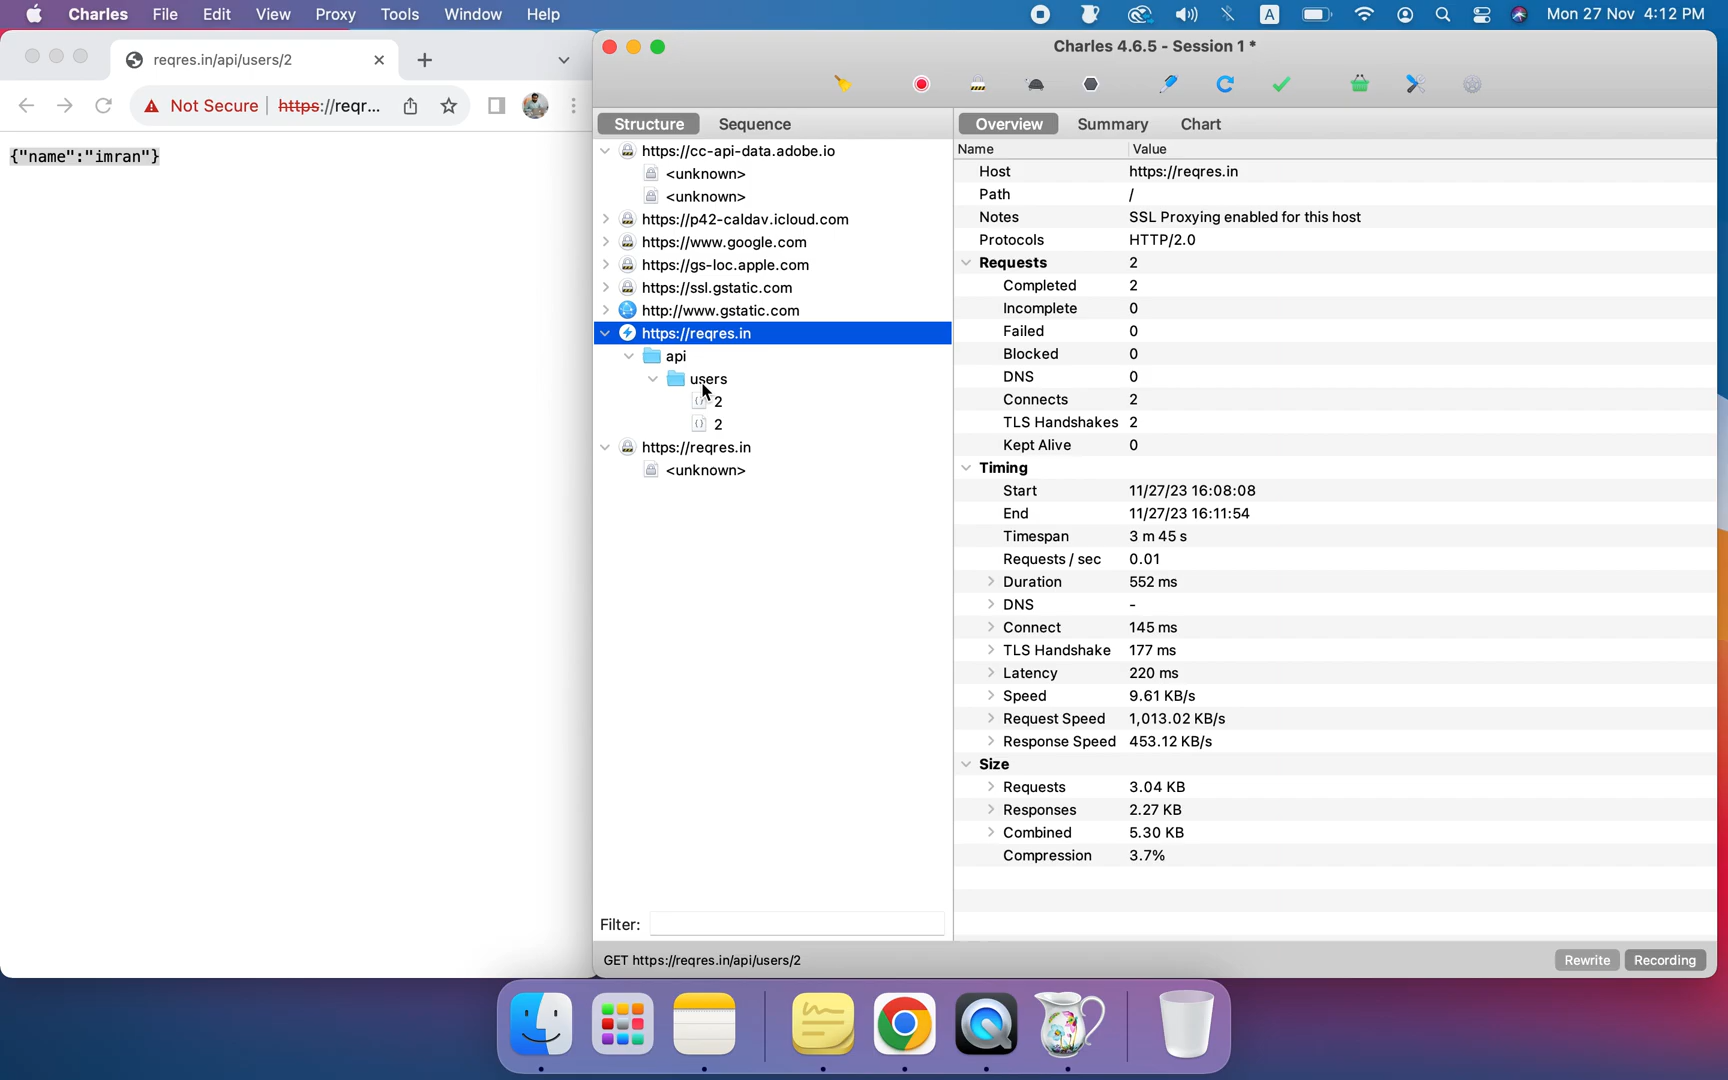 Charles File Edit View Proxy Tools Window Help A Mon 27 Nov 4:12 PM
reqres.in/api/users/2
Charles 4.6.5 - Session 1 *
Not Secure https://reqr...
Structure Sequence
Overview Summary Chart
{"name":"imran"}
https://cc-api-data.adobe.io
<unknown>
<unknown>
https://p42-caldav.icloud.com
https://www.google.com
https://gs-loc.apple.com
https://ssl.gstatic.com
http://www.gstatic.com
https://reqres.in
api
users
2
2
https://reqres.in
<unknown>
Filter:
Name Value
Host https://reqres.in
Path /
Notes SSL Proxying enabled for this host
Protocols HTTP/2.0
Requests 2
Completed 2
Incomplete 0
Failed 0
Blocked 0
DNS 0
Connects 2
TLS Handshakes 2
Kept Alive 0
Timing
Start 11/27/23 16:08:08
End 11/27/23 16:11:54
Timespan 3 m 45 s
Requests / sec 0.01
Duration 552 ms
DNS -
Connect 145 ms
TLS Handshake 177 ms
Latency 220 ms
Speed 9.61 KB/s
Request Speed 1,013.02 KB/s
Response Speed 453.12 KB/s
Size
Requests 3.04 KB
Responses 2.27 KB
Combined 5.30 KB
Compression 3.7%
GET https://reqres.in/api/users/2
Rewrite Recording